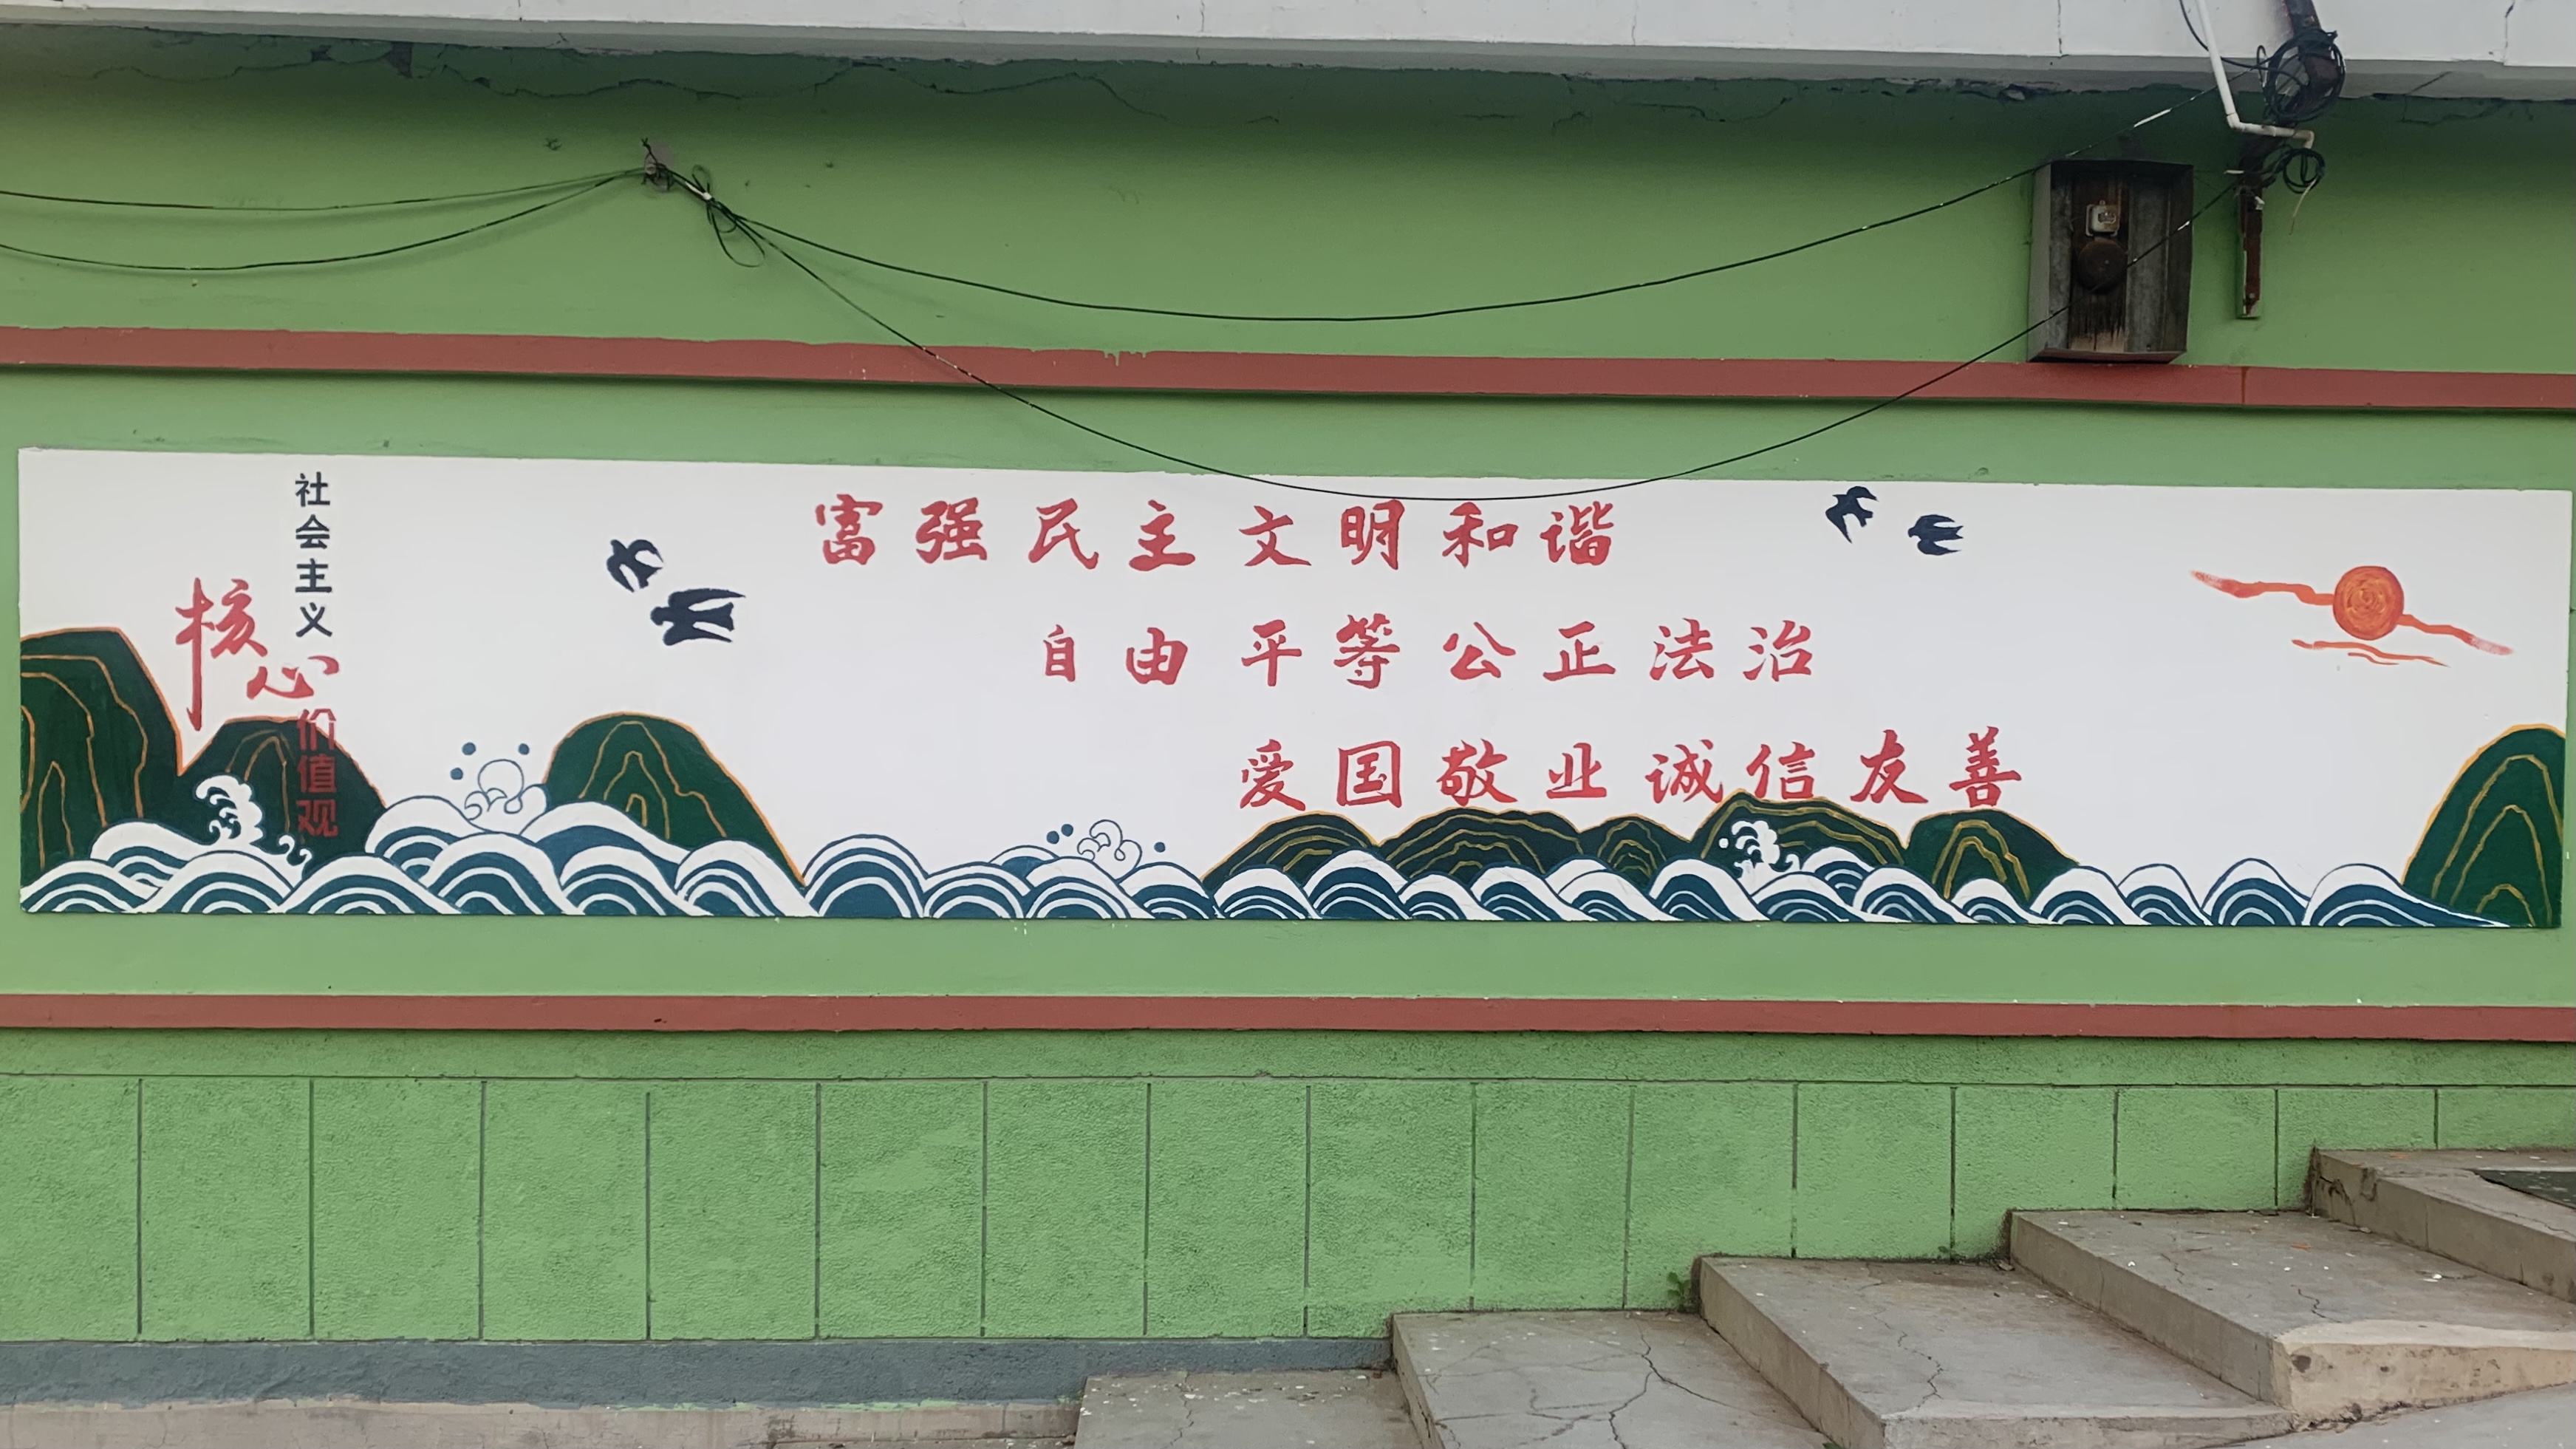 社会主义
核心
价值观
富强民主文明和谐
自由平等公正法治
爱国敬业诚信友善